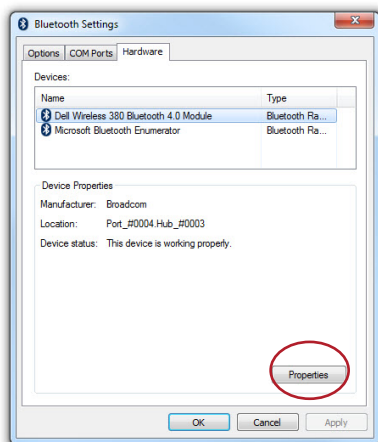 Bluetooth Settings
Options COM Ports Hardware
Devices:
Name Type
Dell Wireless 380 Bluetooth 4.0 Module Bluetooth Ra...
Microsoft Bluetooth Enumerator Bluetooth Ra...
Device Properties
Manufacturer: Broadcom
Location: Port_#0004.Hub_#0003
Device status: This device is working properly.
Properties
OK Cancel Apply